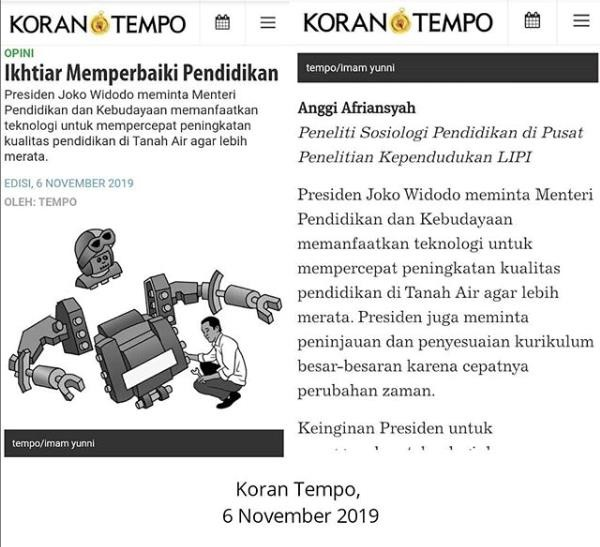 KORAN TEMPO
OPINI
Ikhtiar Memperbaiki Pendidikan
Presiden Joko Widodo meminta Menteri
Pendidikan dan Kebudayaan memanfaatkan
teknologi untuk mempercepat peningkatan
kualitas pendidikan di Tanah Air agar lebih
merata.
EDISI, 6 NOVEMBER 2019
OLEH: TEMPO
tempo/imam yunni
KORAN TEMPO
tempo/imam yunni
Anggi Afriansyah
Peneliti Sosiologi Pendidikan di Pusat
Penelitian Kependudukan LIPI
Presiden Joko Widodo meminta Menteri
Pendidikan dan Kebudayaan
memanfaatkan teknologi untuk
mempercepat peningkatan kualitas
pendidikan di Tanah Air agar lebih
merata. Presiden juga meminta
peninjauan dan penyesuaian kurikulum
besar-besaran karena cepatnya
perubahan zaman.
Keinginan Presiden untuk
Koran Tempo,
6 November 2019